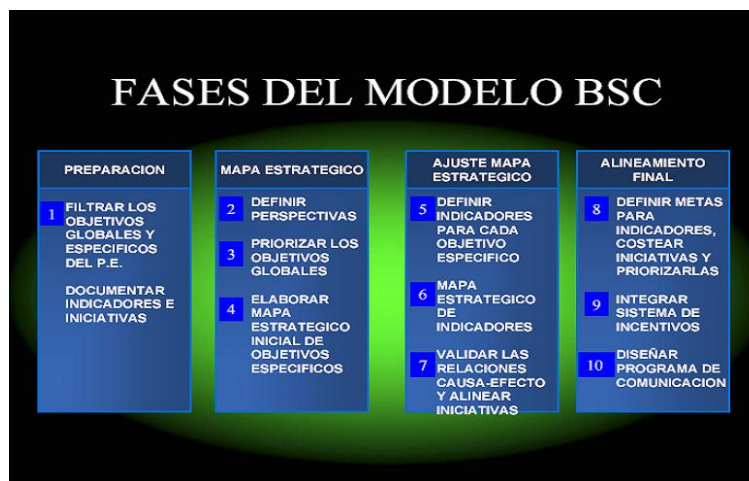 FASES DEL MODELO BSC
PREPARACION
1
FILTRAR LOS
OBJETIVOS
GLOBALES Y
ESPECIFICOS
DEL P.E.
DOCUMENTAR
INDICADORES E
INICIATIVAS
MAPA ESTRATEGICO
2
DEFINIR
PERSPECTIVAS
3
PRIORIZAR LOS
OBJETIVOS
GLOBALES
4
ELABORAR
MAPA
ESTRATEGICO
INICIAL DE
OBJETIVOS
ESPECIFICOS
AJUSTE MAPA
ESTRATEGICO
5
DEFINIR
INDICADORES
PARA CADA
OBJETIVO
ESPECIFICO
6
MAPA
ESTRATEGICO
DE
INDICADORES
7
VALIDAR LAS
RELACIONES
CAUSA-EFECTO
Y ALINEAR
INICIATIVAS
ALINEAMIENTO
FINAL
8
DEFINIR METAS
PARA
INDICADORES,
COSTEAR
INICIATIVAS Y
PRIORIZARLAS
9
INTEGRAR
SISTEMA DE
INCENTIVOS
10
DISEÑAR
PROGRAMA DE
COMUNICACION